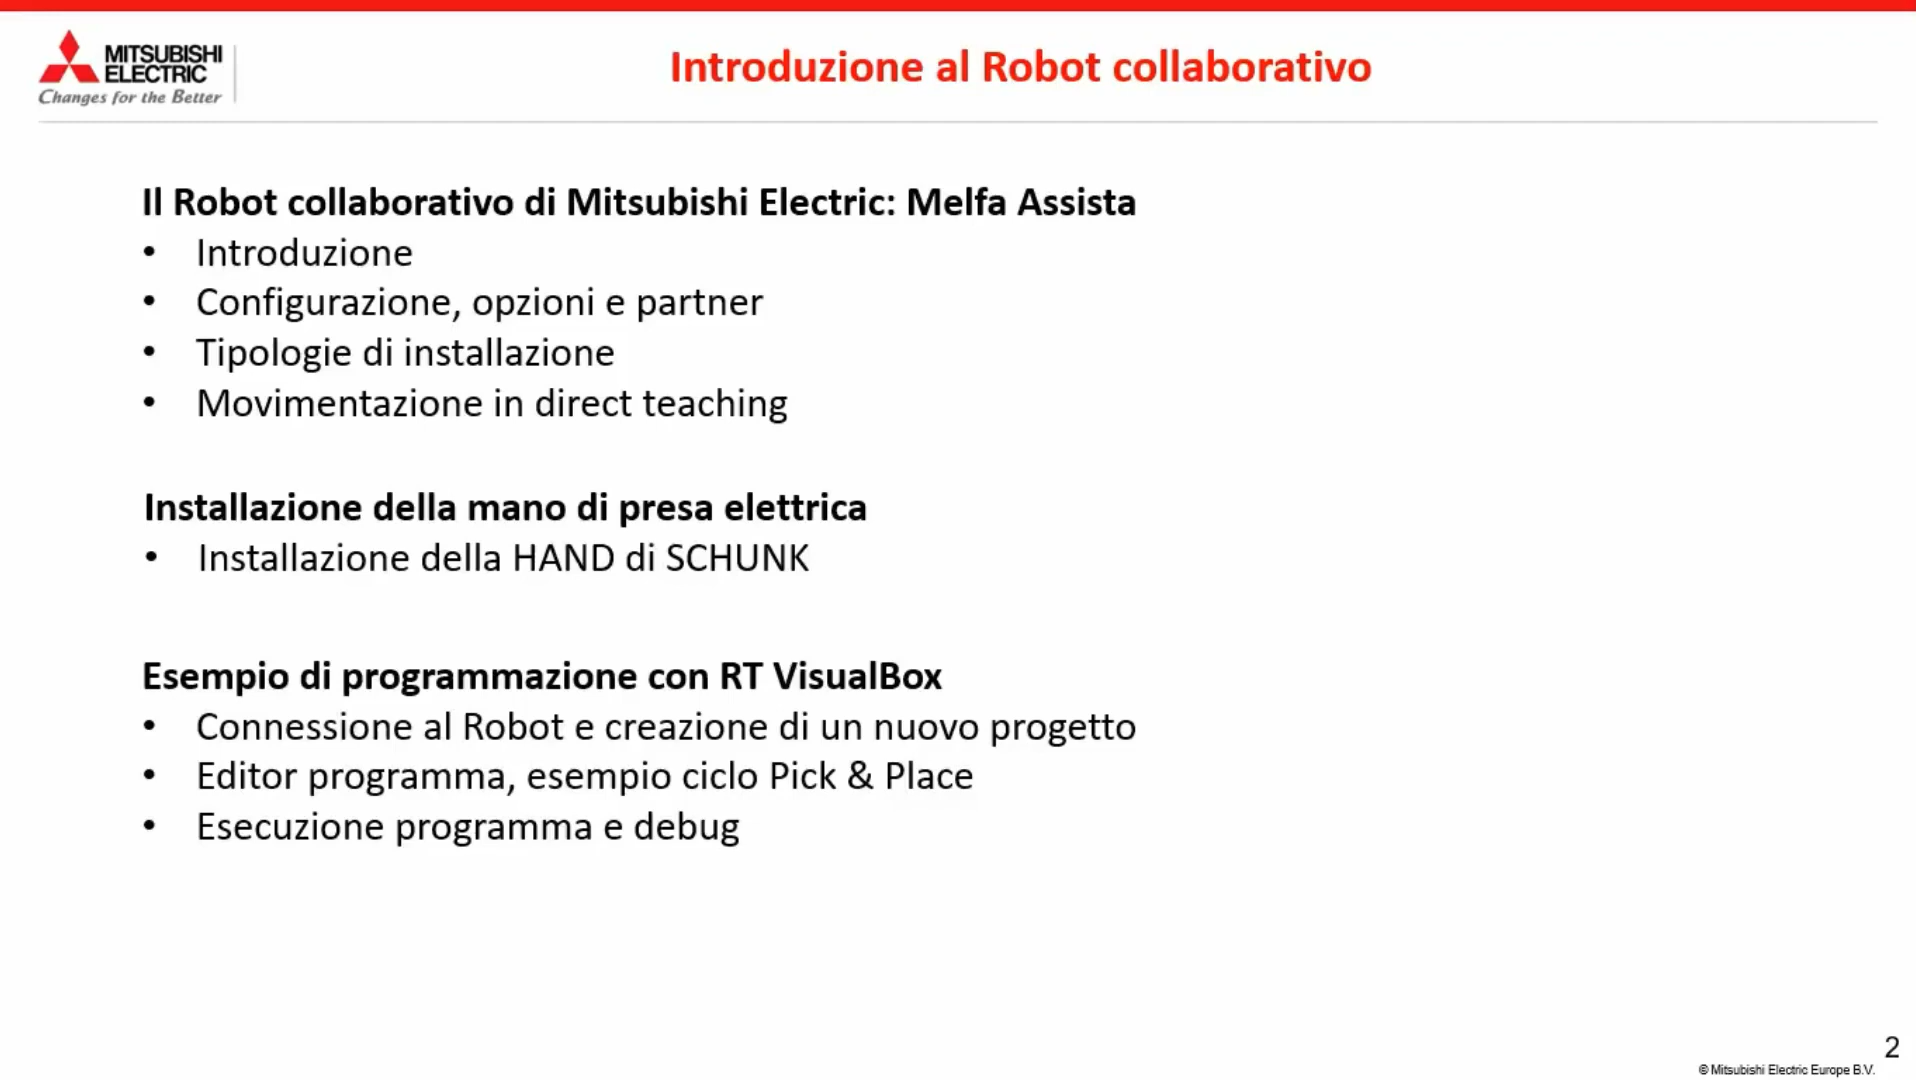 MITSUBISHI
ELECTRIC
Changes for the Better
Introduzione al Robot collaborativo
Il Robot collaborativo di Mitsubishi Electric: Melfa Assista
• Introduzione
• Configurazione, opzioni e partner
• Tipologie di installazione
• Movimentazione in direct teaching
Installazione della mano di presa elettrica
• Installazione della HAND di SCHUNK
Esempio di programmazione con RT VisualBox
• Connessione al Robot e creazione di un nuovo progetto
• Editor programma, esempio ciclo Pick & Place
• Esecuzione programma e debug
2
© Mitsubishi Electric Europe B.V.